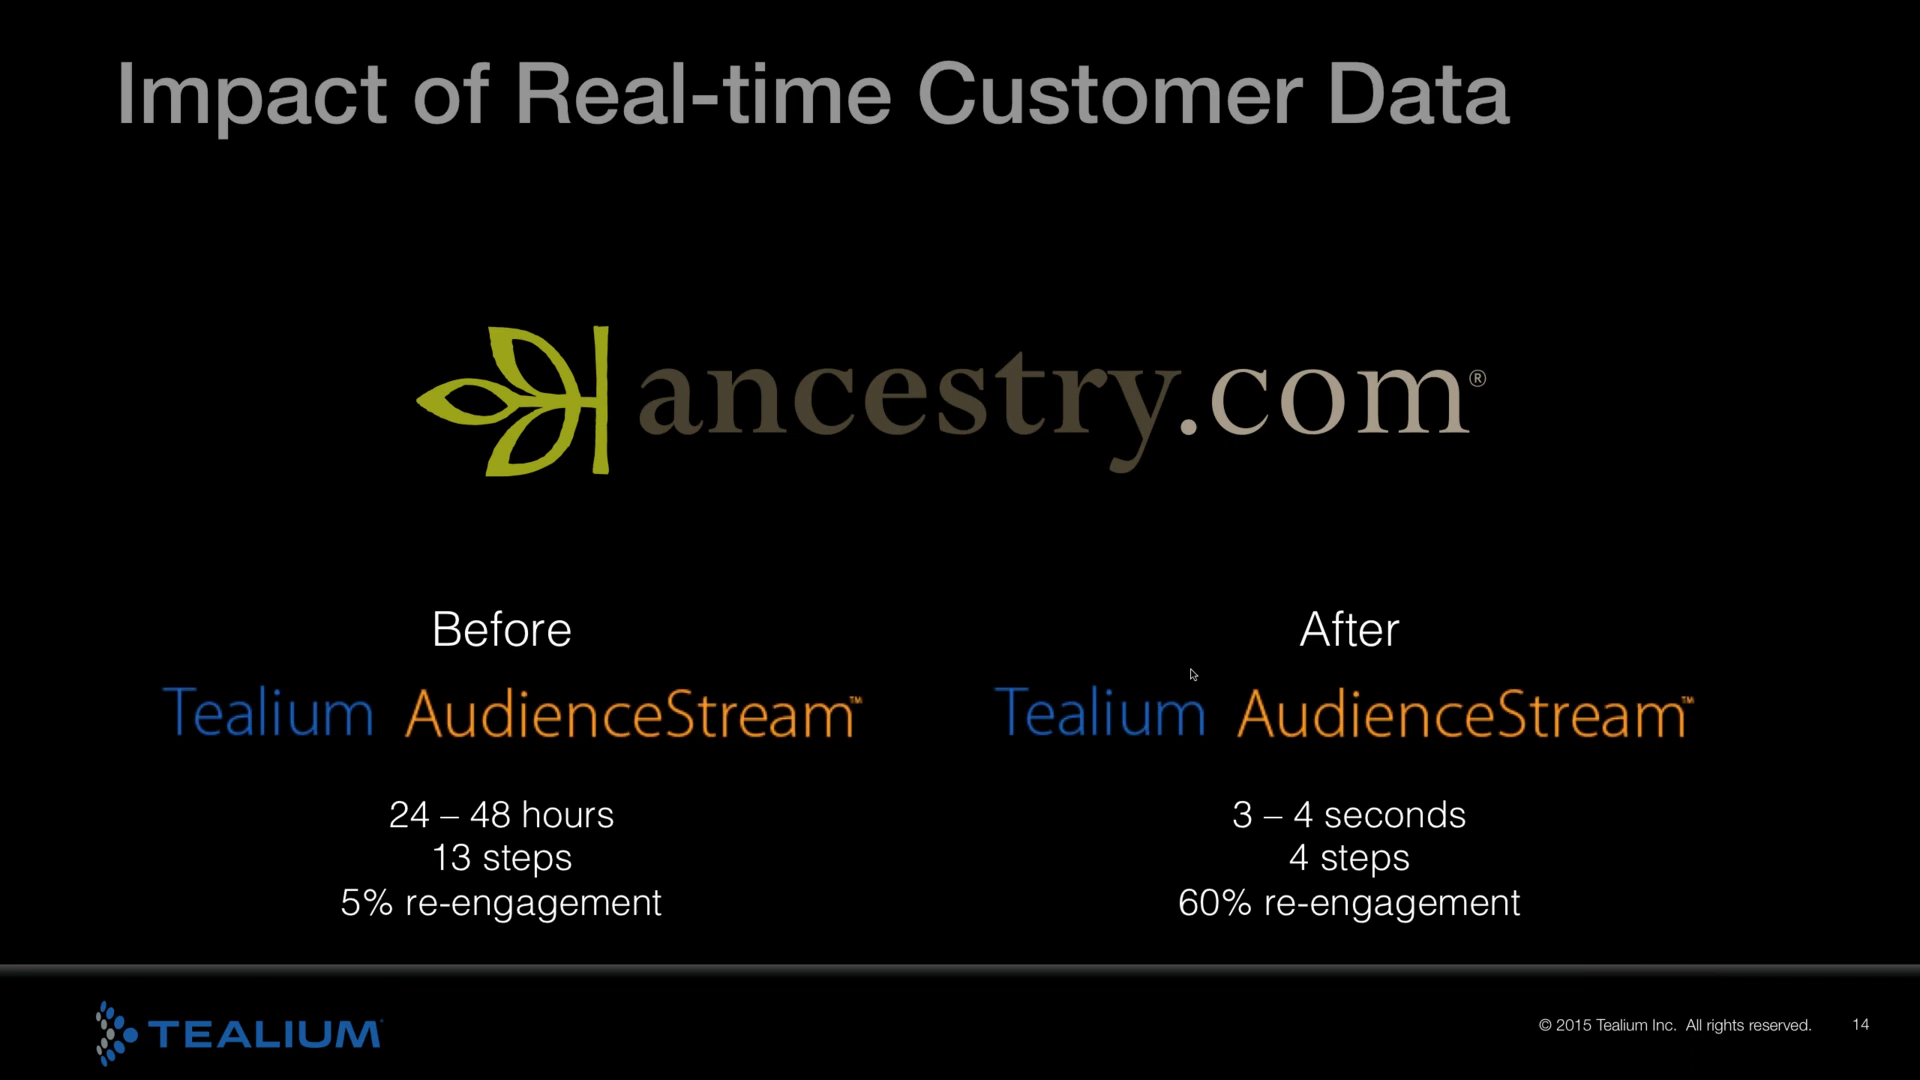 Impact of Real-time Customer Data
ancestry.com®
Before
After
Tealium AudienceStream™
Tealium AudienceStream™
24 – 48 hours
13 steps
5% re-engagement
3 – 4 seconds
4 steps
60% re-engagement
TEALIUM
© 2015 Tealium Inc. All rights reserved. 14